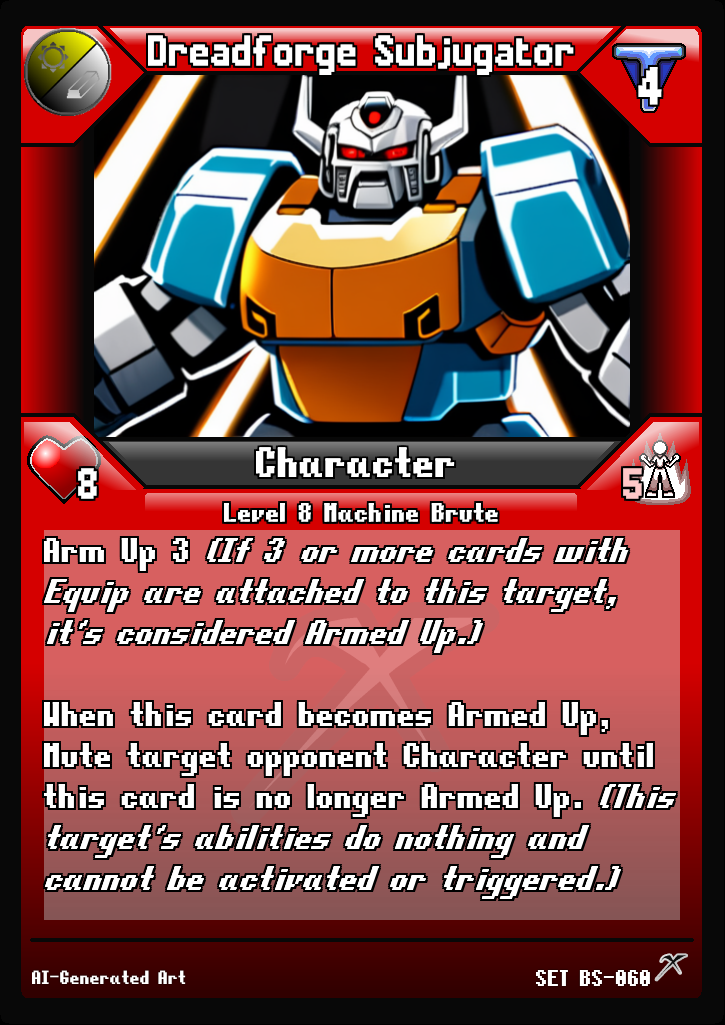 Dreadforge Subjugator
4
8
Character
5
Level 8 Machine Brute
Arm Up 3 (If 3 or more cards with
Equip are attached to this target,
it's considered Armed Up.)
When this card becomes Armed Up,
Mute target opponent Character until
this card is no longer Armed Up. (This
target's abilities do nothing and
cannot be activated or triggered.)
AI-Generated Art
SET BS-060